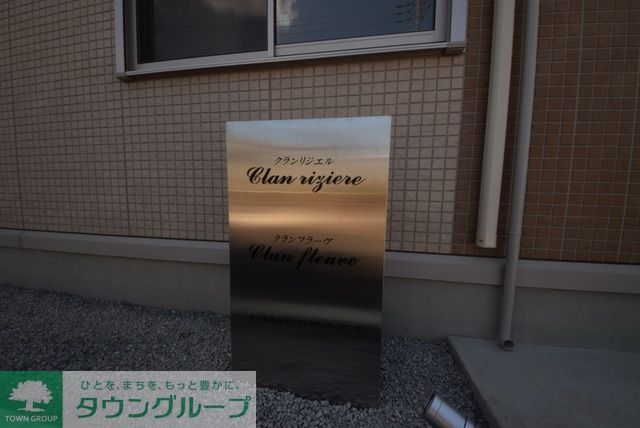 クランリジエル
Clan riziere
クランフラーヴ
Clan fleuve
ひとを、まちを、もっと豊かに。
タウングループ
TOWN GROUP